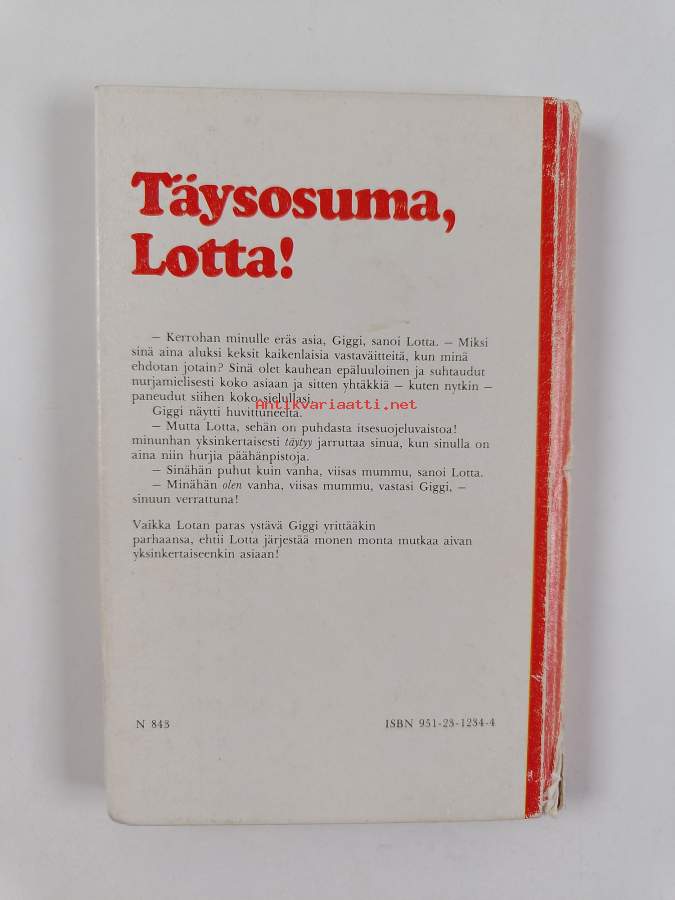 Täysosuma,
Lotta!
– Kerrohan minulle eräs asia, Giggi, sanoi Lotta. – Miksi
sinä aina aluksi keksit kaikenlaisia vastaväitteitä, kun minä
ehdotan jotain? Sinä olet kauhean epäluuloinen ja suhtaudut
nurjamielisesti koko asiaan ja sitten yhtäkkiä – kuten nytkin –
paneudut siihen koko sielullasi.
Antikvariaatti.net
Giggi näytti huvittuneelta.
– Mutta Lotta, sehän on puhdasta itsesuojeluvaistoa!
minunhan yksinkertaisesti täytyy jarruttaa sinua, kun sinulla on
aina niin hurjia päähänpistoja.
– Sinähän puhut kuin vanha, viisas mummu, sanoi Lotta.
– Minähän olen vanha, viisas mummu, vastasi Giggi, –
sinuun verrattuna!
Vaikka Lotan paras ystävä Giggi yrittääkin
parhaansa, ehtii Lotta järjestää monen monta mutkaa aivan
yksinkertaiseenkin asiaan!
N 843
ISBN 951-23-1234-4